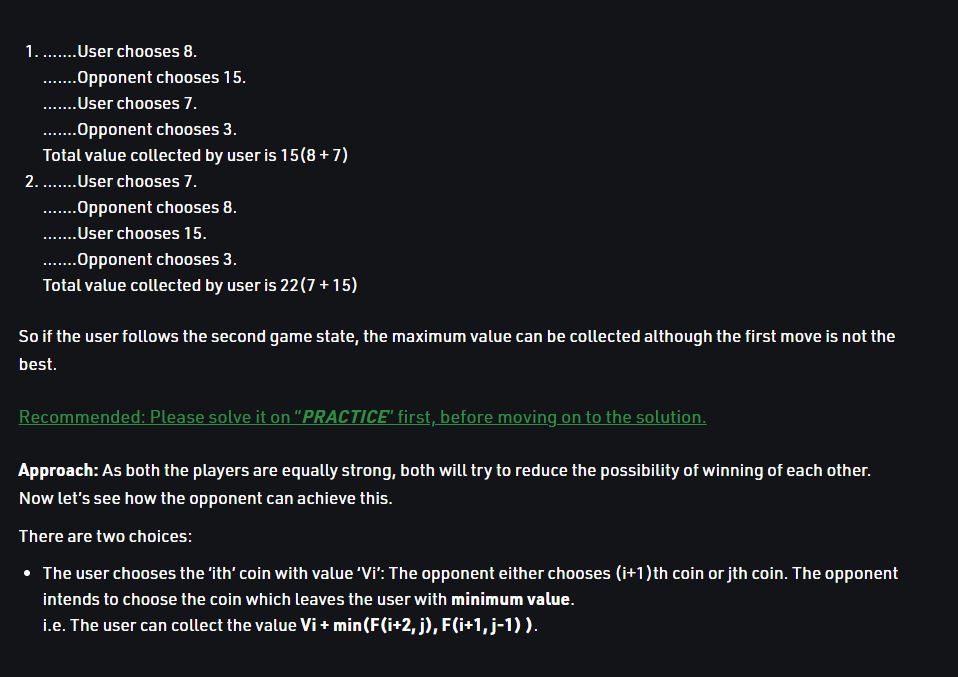 1. .......User chooses 8.
.......Opponent chooses 15.
.......User chooses 7.
.......Opponent chooses 3.
Total value collected by user is 15(8 + 7)
2. .......User chooses 7.
.......Opponent chooses 8.
.......User chooses 15.
.......Opponent chooses 3.
Total value collected by user is 22(7 + 15)
So if the user follows the second game state, the maximum value can be collected although the first move is not the
best.
Recommended: Please solve it on “PRACTICE” first, before moving on to the solution.
Approach: As both the players are equally strong, both will try to reduce the possibility of winning of each other.
Now let’s see how the opponent can achieve this.
There are two choices:
• The user chooses the ‘ith’ coin with value ‘Vi’: The opponent either chooses (i+1)th coin or jth coin. The opponent
intends to choose the coin which leaves the user with minimum value.
i.e. The user can collect the value Vi + min(F(i+2, j), F(i+1, j-1) ).